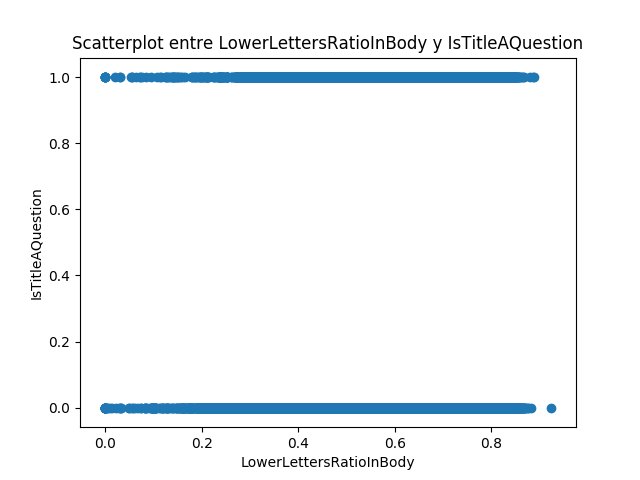 Scatterplot entre LowerLettersRatioInBody y IsTitleAQuestion
1.0
0.8
0.6
0.4
0.2
0.0
IsTitleAQuestion
0.0 0.2 0.4 0.6 0.8
LowerLettersRatioInBody